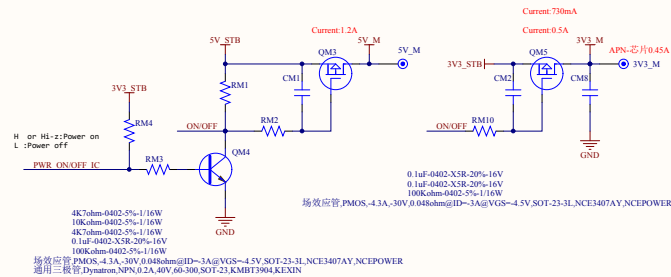 Current:730mA
Current:1.2A
Current:0.5A
5V_STB
5V_M
3V3_M
QM3
5V_M
QM5
APN-芯片0.45A
3V3_STB
3V3_M
CM1
CM2
CM8
RM1
3V3_STB
RM4
ON/OFF
RM2
ON/OFF
RM10
H or Hi-z:Power on
L :Power off
GND
QM4
PWR_ON/OFF_IC
RM3
0.1uF-0402-X5R-20%-16V
0.1uF-0402-X5R-20%-16V
100Kohm-0402-5%-1/16W
场效应管,PMOS,-4.3A,-30V,0.048ohm@ID=-3A@VGS=-4.5V,SOT-23-3L,NCE3407AY,NCEPOWER
4K7ohm-0402-5%-1/16W
10Kohm-0402-5%-1/16W
4K7ohm-0402-5%-1/16W
0.1uF-0402-X5R-20%-16V
100Kohm-0402-5%-1/16W
GND
场效应管,PMOS,-4.3A,-30V,0.048ohm@ID=-3A@VGS=-4.5V,SOT-23-3L,NCE3407AY,NCEPOWER
通用三极管,Dynatron,NPN,0.2A,40V,60-300,SOT-23,KMBT3904,KEXIN